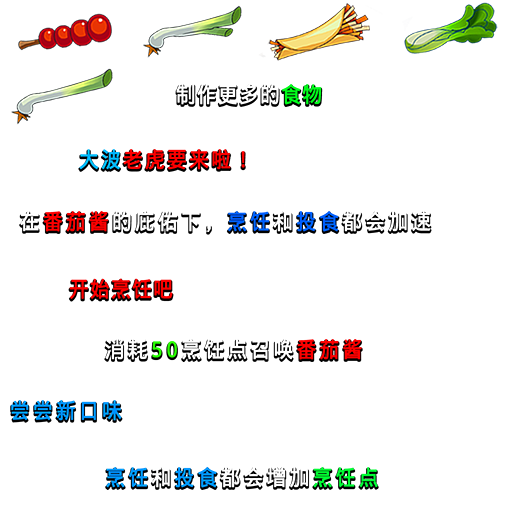 制作更多的食物
大波老虎要来啦！
在番茄酱的庇佑下，烹饪和投食都会加速
开始烹饪吧
消耗50烹饪点召唤番茄酱
尝尝新口味
烹饪和投食都会增加烹饪点